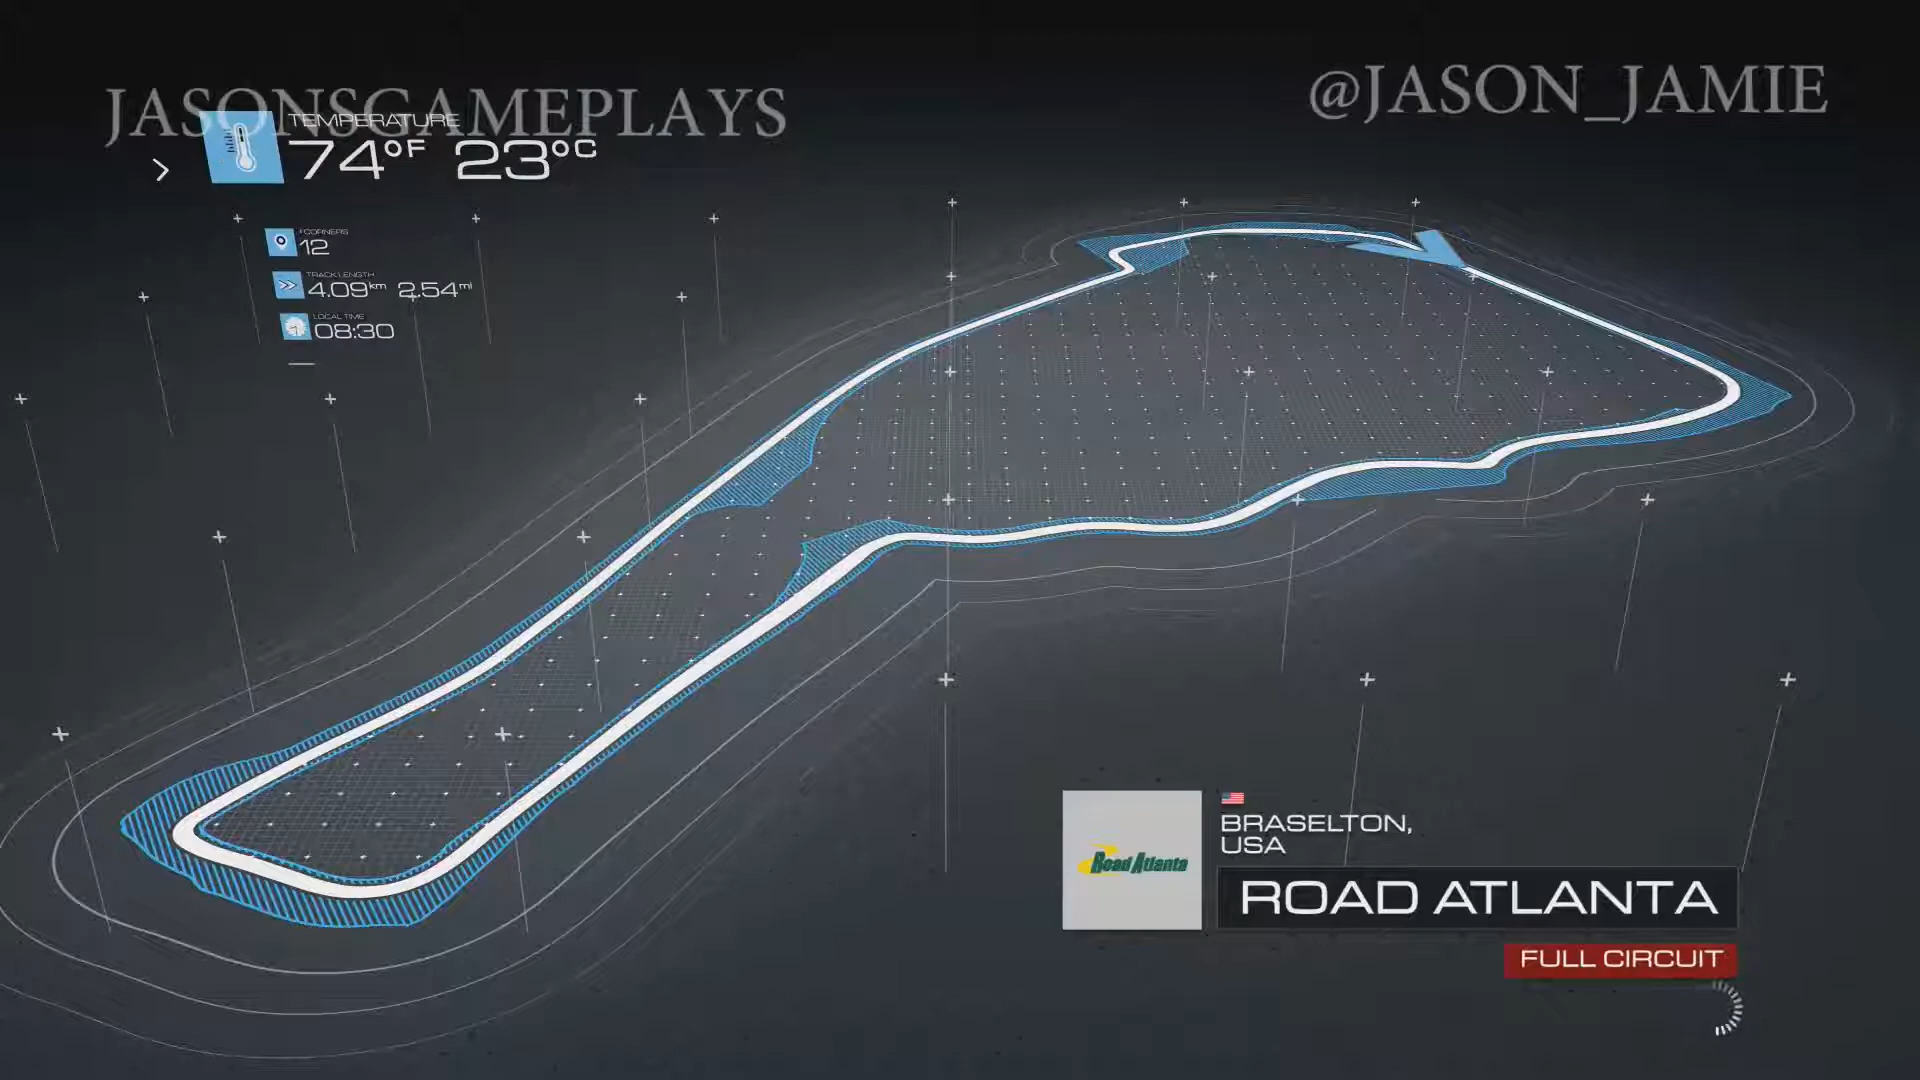 JASONSGAMEPLAYS
@JASON_JAMIE
TEMPERATURE
74°F 23°C
# CORNERS
12
TRACK LENGTH
4.09km 2.54mi
LOCAL TIME
08:30
BRASELTON,
USA
Road Atlanta
ROAD ATLANTA
FULL CIRCUIT